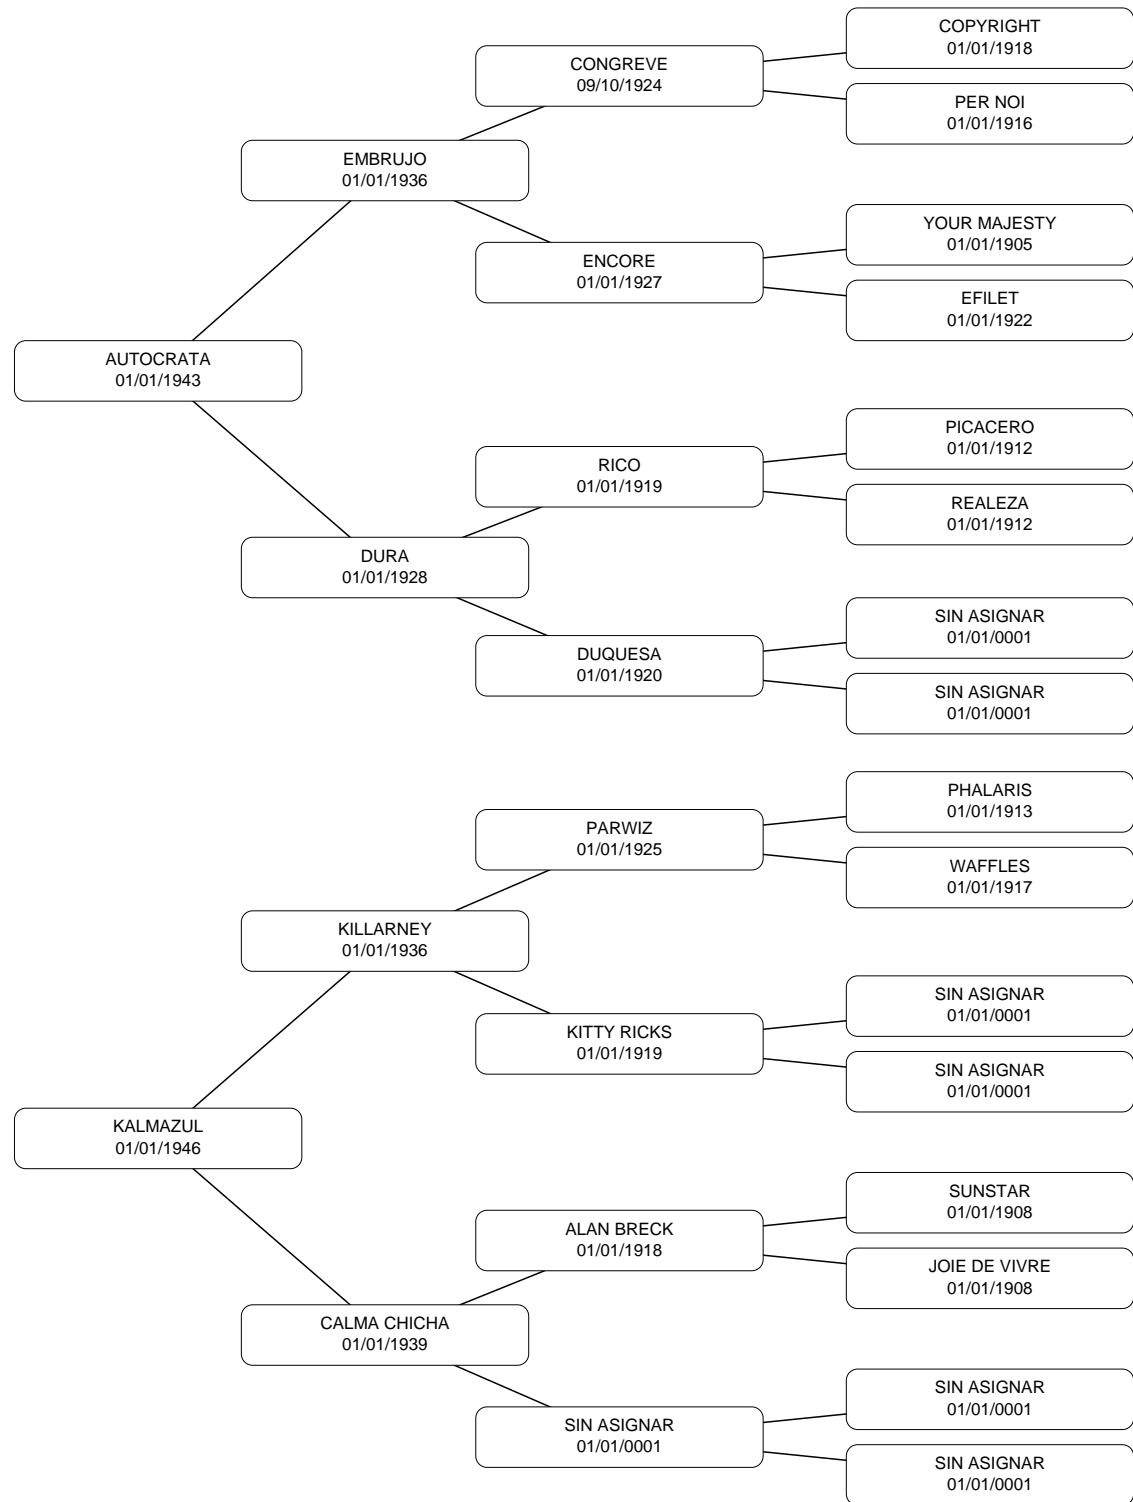 COPYRIGHT
01/01/1918
CONGREVE
09/10/1924
PER NOI
01/01/1916
EMBRUJO
01/01/1936
YOUR MAJESTY
01/01/1905
ENCORE
01/01/1927
EFILET
01/01/1922
AUTOCRATA
01/01/1943
PICACERO
01/01/1912
RICO
01/01/1919
REALEZA
01/01/1912
DURA
01/01/1928
SIN ASIGNAR
01/01/0001
DUQUESA
01/01/1920
SIN ASIGNAR
01/01/0001
PHALARIS
01/01/1913
PARWIZ
01/01/1925
WAFFLES
01/01/1917
KILLARNEY
01/01/1936
SIN ASIGNAR
01/01/0001
KITTY RICKS
01/01/1919
SIN ASIGNAR
01/01/0001
KALMAZUL
01/01/1946
SUNSTAR
01/01/1908
ALAN BRECK
01/01/1918
JOIE DE VIVRE
01/01/1908
CALMA CHICHA
01/01/1939
SIN ASIGNAR
01/01/0001
SIN ASIGNAR
01/01/0001
SIN ASIGNAR
01/01/0001